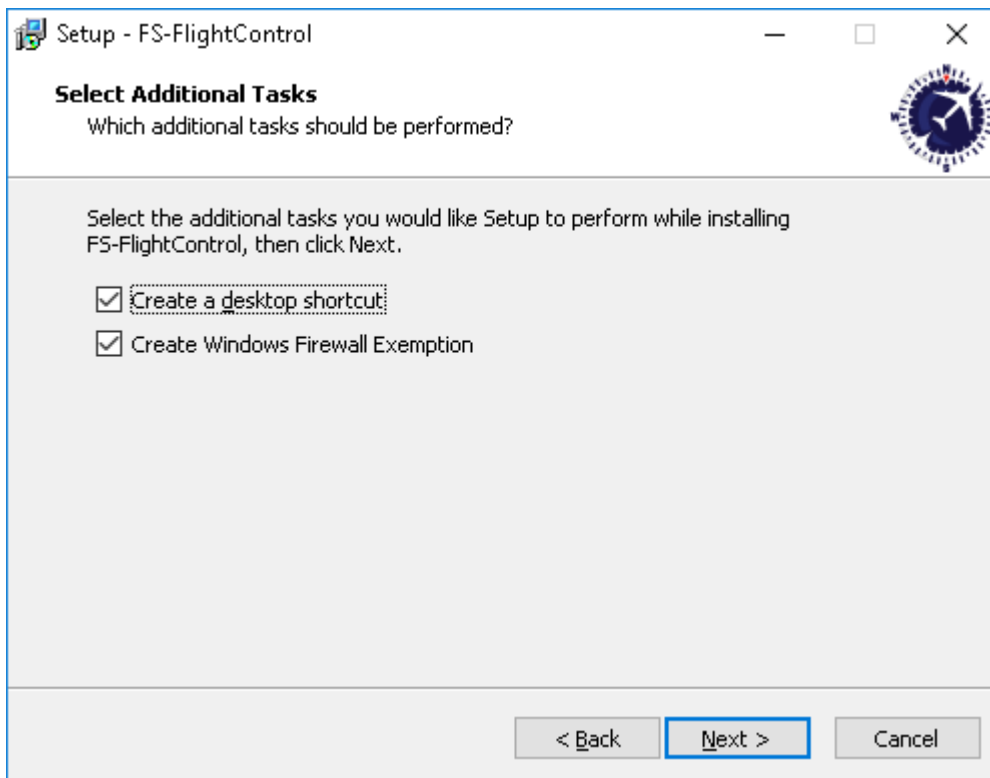 Setup - FS-FlightControl
Select Additional Tasks
Which additional tasks should be performed?
N
W
S
Select the additional tasks you would like Setup to perform while installing
FS-FlightControl, then click Next.
Create a desktop shortcut
Create Windows Firewall Exemption
< Back
Next >
Cancel